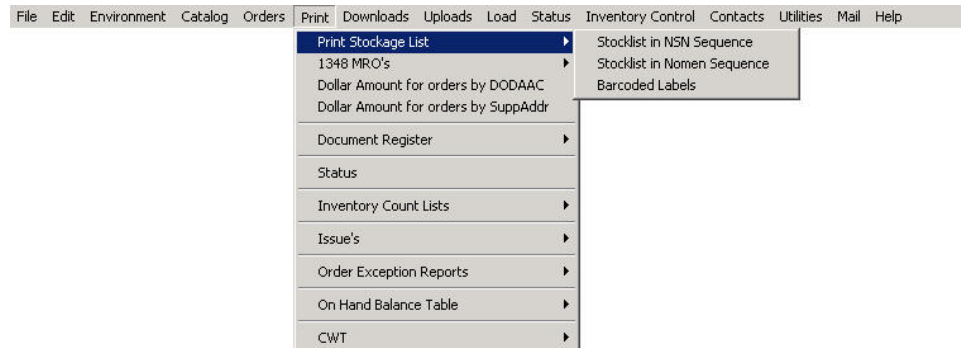 File Edit Environment Catalog Orders Print Downloads Uploads Load Status Inventory Control Contacts Utilities Mail Help
Print Stockage List
Stocklist in NSN Sequence
1348 MRO's
Stocklist in Nomen Sequence
Dollar Amount for orders by DODAAC
Barcoded Labels
Dollar Amount for orders by SuppAddr
Document Register
Status
Inventory Count Lists
Issue's
Order Exception Reports
On Hand Balance Table
CWT